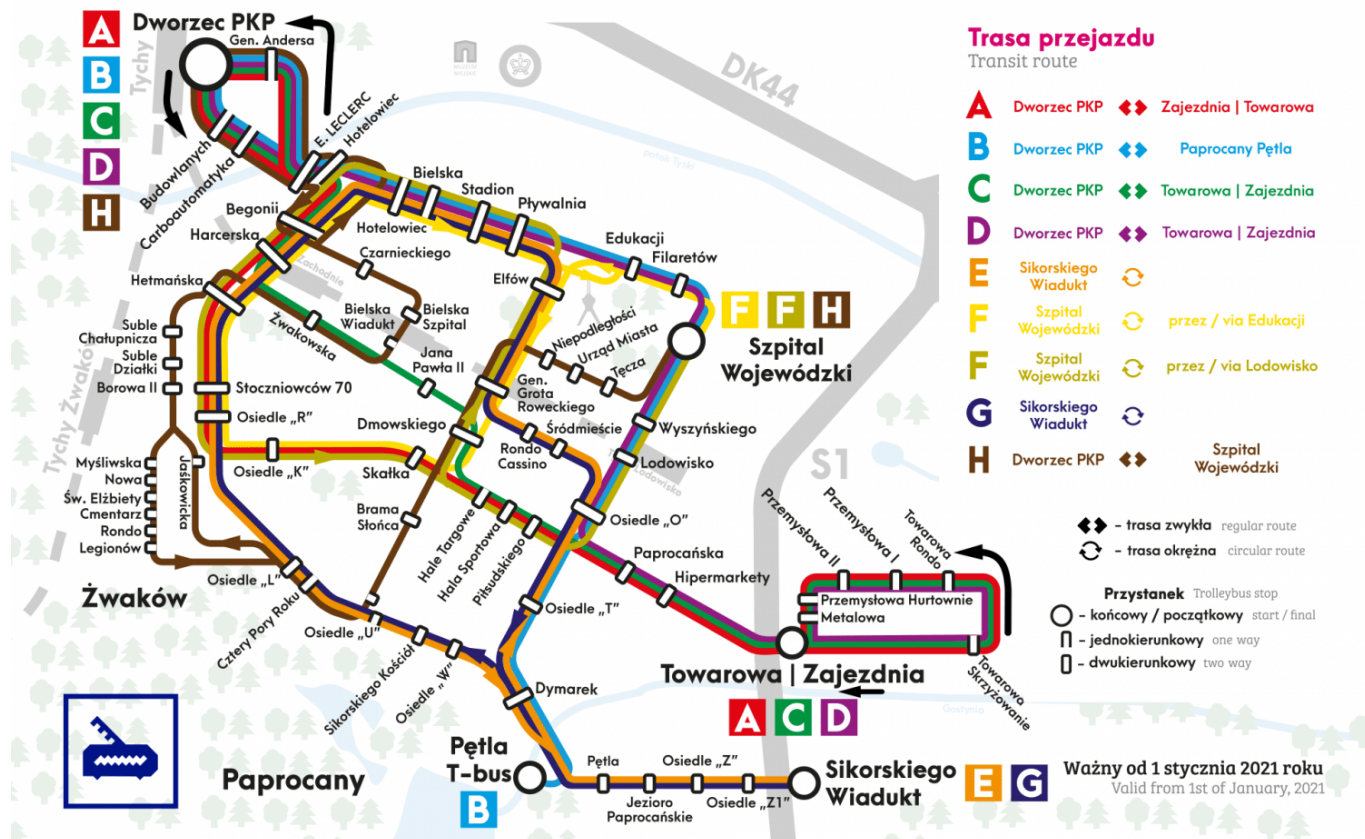 Dworzec PKP
A
B
C
D
H
Gen. Andersa
Tychy
E. LECLERC
Hotelowiec
Budowlanych
Carboautomatyka
Begonii
Harcerska
Hetmańska
Bielska
Stadion
Pływalnia
Hotelowiec
Czarnieckiego
Zachodnie
Elfów
Edukacji
Filaretów
potok Tyski
DK44
Suble
Chałupnicza
Suble
Działki
Borowa II
Żwakowska
Bielska
Wiadukt
Bielska
Szpital
Jana
Pawła II
Niepodległości
Urząd Miasta
Tęcza
F F H
Szpital
Wojewódzki
Tychy Żwaków
Stoczniowców 70
Osiedle „R"
Osiedle „K"
Dmowskiego
Skałka
Gen.
Grota
Roweckiego
Rondo
Cassino
Śródmieście
Wyszyńskiego
Lodowisko
Osiedle „O"
S1
Myśliwska
Nowa
Św. Elżbiety
Cmentarz
Rondo
Legionów
Jaśkowicka
Brama
Słońca
Hale Targowe
Hala Sportowa
Piłsudskiego
Paprocańska
Hipermarkety
Przemysłowa II
Przemysłowa I
Towarowa
Rondo
Przemysłowa Hurtownie
Metalowa
Towarowa
Skrzyżowanie
Towarowa | Zajezdnia
A C D
Gostynia
Żwaków
Osiedle „L"
Cztery Pory Roku
Osiedle „U"
Sikorskiego Kościół
Osiedle „W"
Osiedle „T"
Dymarek
Paprocany
Pętla
T-bus
B
Pętla
Jezioro
Paprocańskie
Osiedle „Z"
Osiedle „Z1"
Sikorskiego
Wiadukt
E G
Trasa przejazdu
Transit route
A Dworzec PKP Zajezdnia | Towarowa
B Dworzec PKP Paprocany Pętla
C Dworzec PKP Towarowa | Zajezdnia
D Dworzec PKP Towarowa | Zajezdnia
E Sikorskiego
Wiadukt
F Szpital
Wojewódzki przez / via Edukacji
F Szpital
Wojewódzki przez / via Lodowisko
G Sikorskiego
Wiadukt
H Dworzec PKP Szpital
Wojewódzki
- trasa zwykła regular route
- trasa okrężna circular route
Przystanek Trolleybus stop
- końcowy / początkowy start / final
- jednokierunkowy one way
- dwukierunkowy two way
Ważny od 1 stycznia 2021 roku
Valid from 1st of January, 2021